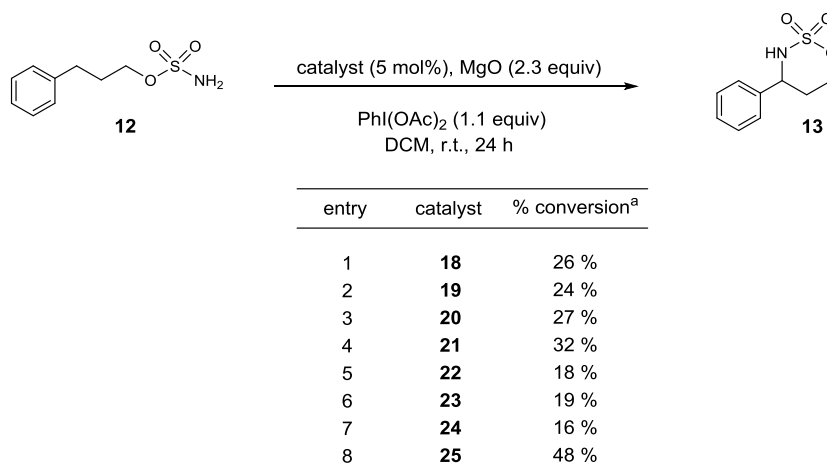 O O
O S NH2
12
catalyst (5 mol%), MgO (2.3 equiv)
PhI(OAc)2 (1.1 equiv)
DCM, r.t., 24 h
O O
S
HN
13
entry catalyst % conversiona
1 18 26 %
2 19 24 %
3 20 27 %
4 21 32 %
5 22 18 %
6 23 19 %
7 24 16 %
8 25 48 %